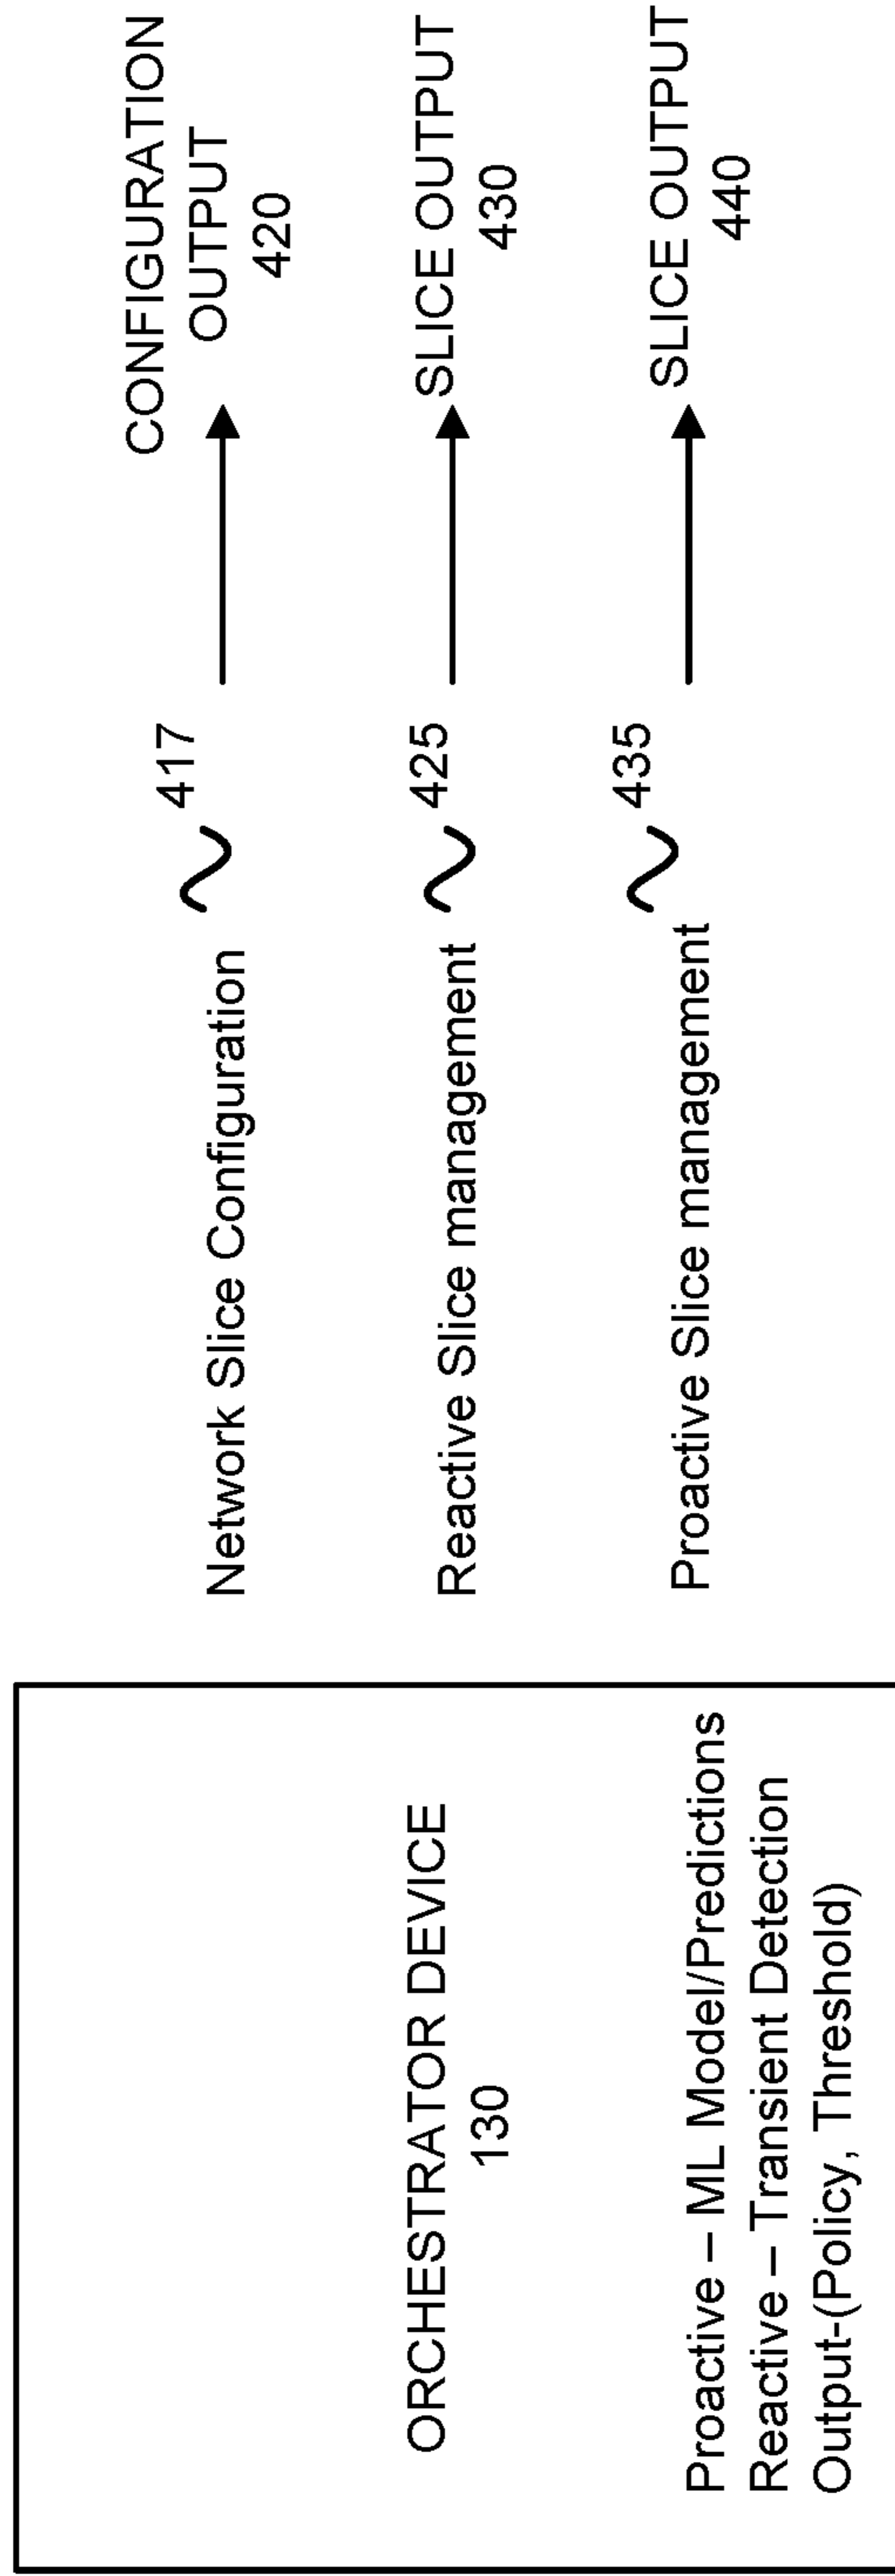 ORCHESTRATOR DEVICE
130
Proactive – ML Model/Predictions
Reactive – Transient Detection
Output-(Policy, Threshold)
Network Slice Configuration
417
CONFIGURATION
OUTPUT
420
Reactive Slice management
425
SLICE OUTPUT
430
Proactive Slice management
435
SLICE OUTPUT
440